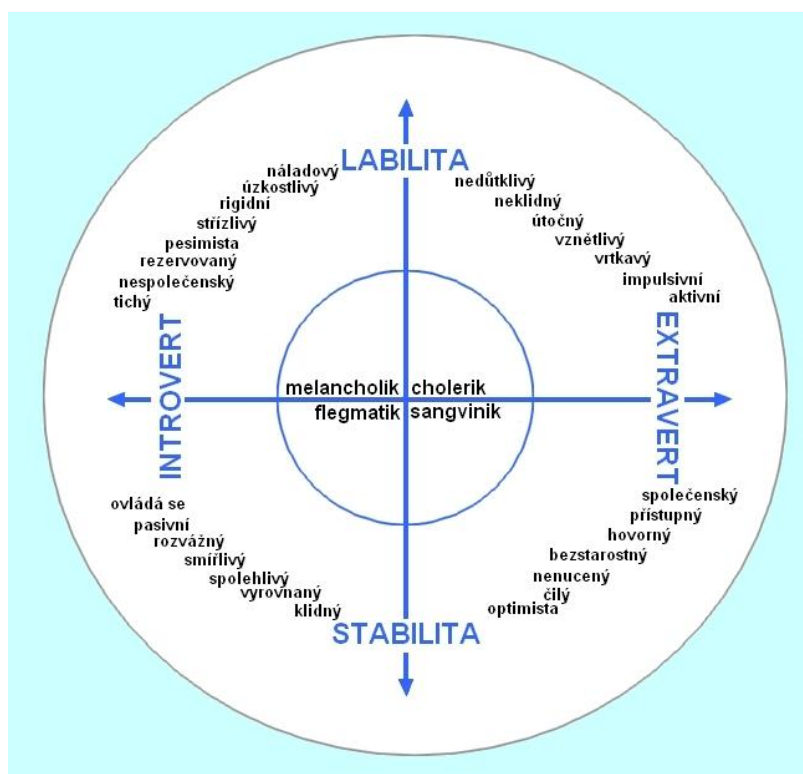 LABILITA
náladový
úzkostlivý
rigidní
střízlivý
pesimista
rezervovaný
nespolečenský
tichý
nedůtklivý
neklidný
útočný
vznětlivý
vrtkavý
impulsivní
aktivní
INTROVERT
EXTRAVERT
melancholik
cholerik
flegmatik
sangvinik
ovládá se
pasivní
rozvážný
smířlivý
spolehlivý
vyrovnaný
klidný
společenský
přístupný
hovorný
bezstarostný
nenucený
čilý
optimista
STABILITA